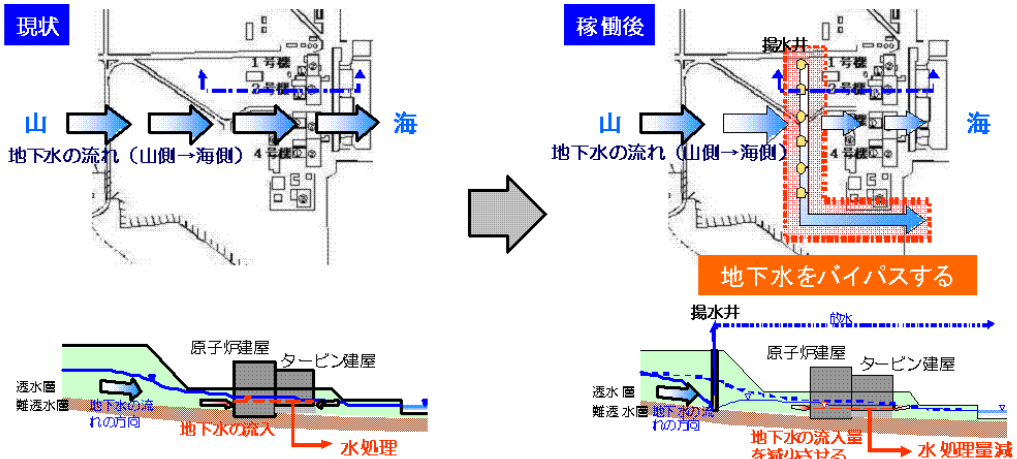 現状
1号機
2号機
山
海
地下水の流れ（山側→海側）
4号機
原子炉建屋
タービン建屋
透水層
難透水層
地下水の流
れの方向
地下水の流入
水処理
稼働後
揚水井
1号機
2号機
山
海
地下水の流れ（山側→海側）
4号機
地下水をバイパスする
揚水井
放水
原子炉建屋
タービン建屋
透水層
難透水層
地下水の流
れの方向
地下水の流入量
を減少させる
水処理量減